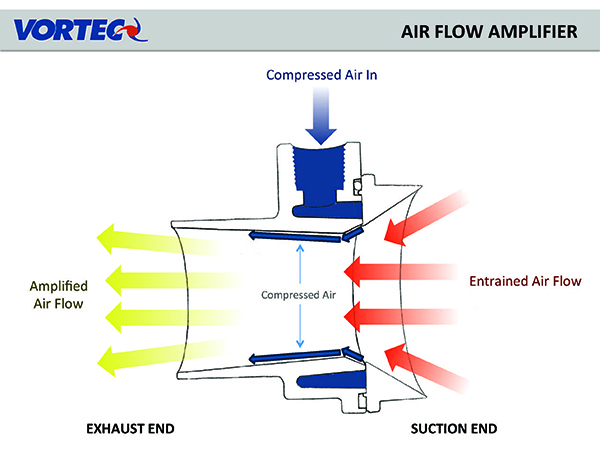 VORTEC
AIR FLOW AMPLIFIER
Compressed Air In
Amplified
Air Flow
Compressed Air
Entrained Air Flow
EXHAUST END
SUCTION END